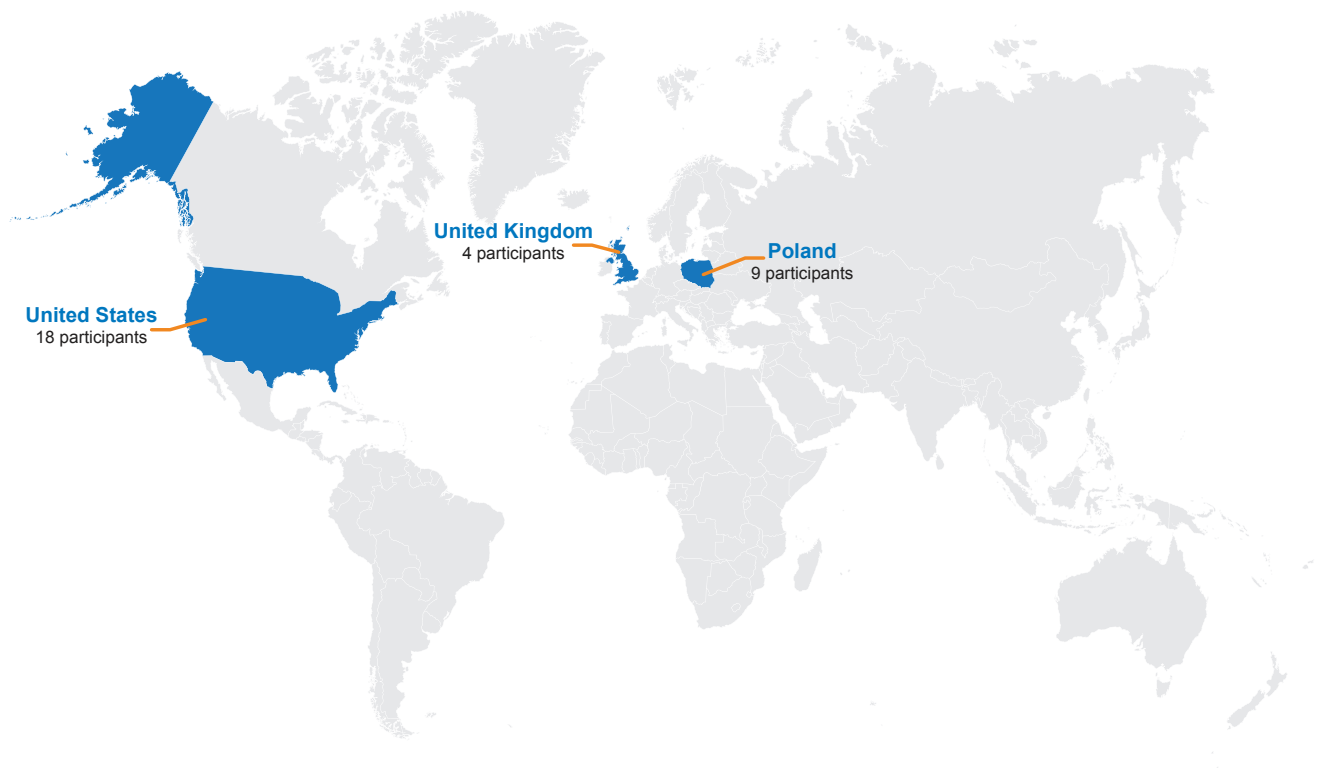 United Kingdom
4 participants
Poland
9 participants
United States
18 participants